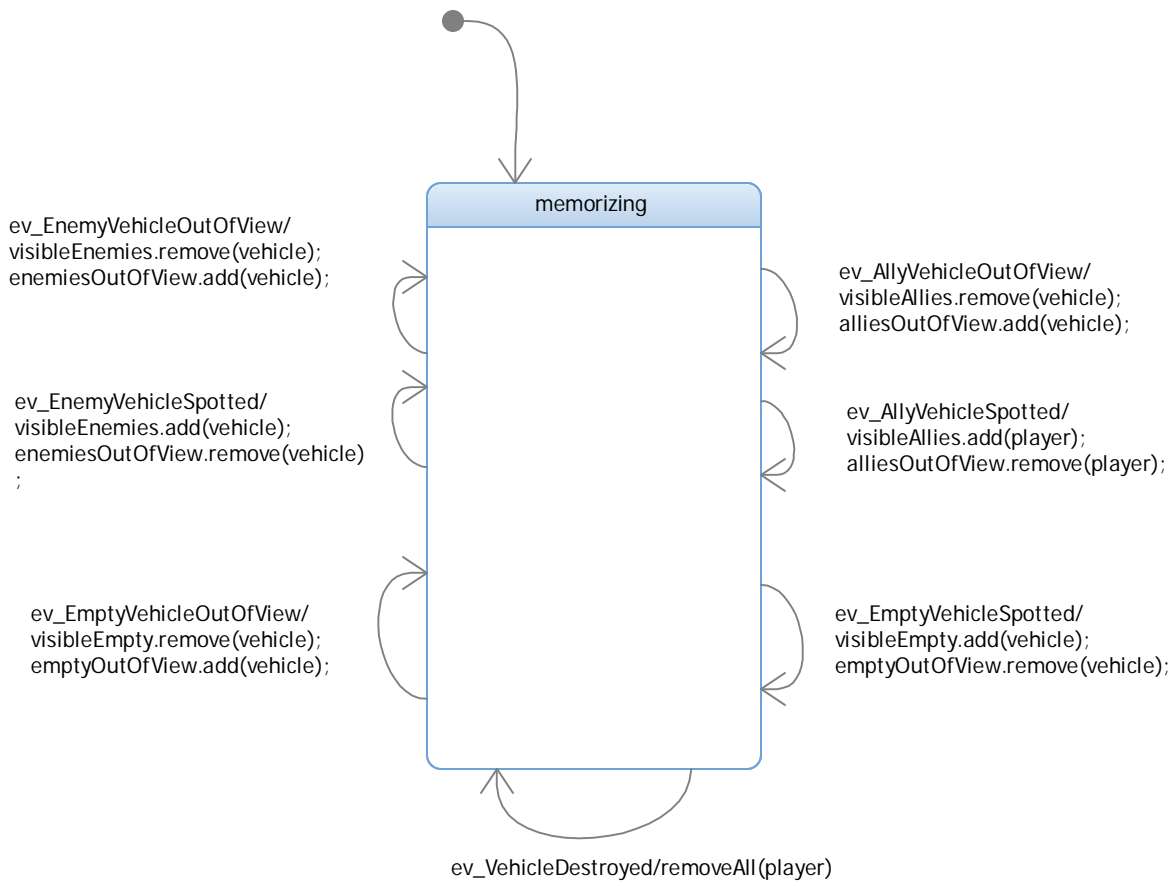 memorizing
ev_EnemyVehicleOutOfView/
visibleEnemies.remove(vehicle);
enemiesOutOfView.add(vehicle);
ev_AllyVehicleOutOfView/
visibleAllies.remove(vehicle);
alliesOutOfView.add(vehicle);
ev_EnemyVehicleSpotted/
visibleEnemies.add(vehicle);
enemiesOutOfView.remove(vehicle)
;
ev_AllyVehicleSpotted/
visibleAllies.add(player);
alliesOutOfView.remove(player);
ev_EmptyVehicleOutOfView/
visibleEmpty.remove(vehicle);
emptyOutOfView.add(vehicle);
ev_EmptyVehicleSpotted/
visibleEmpty.add(vehicle);
emptyOutOfView.remove(vehicle);
ev_VehicleDestroyed/removeAll(player)